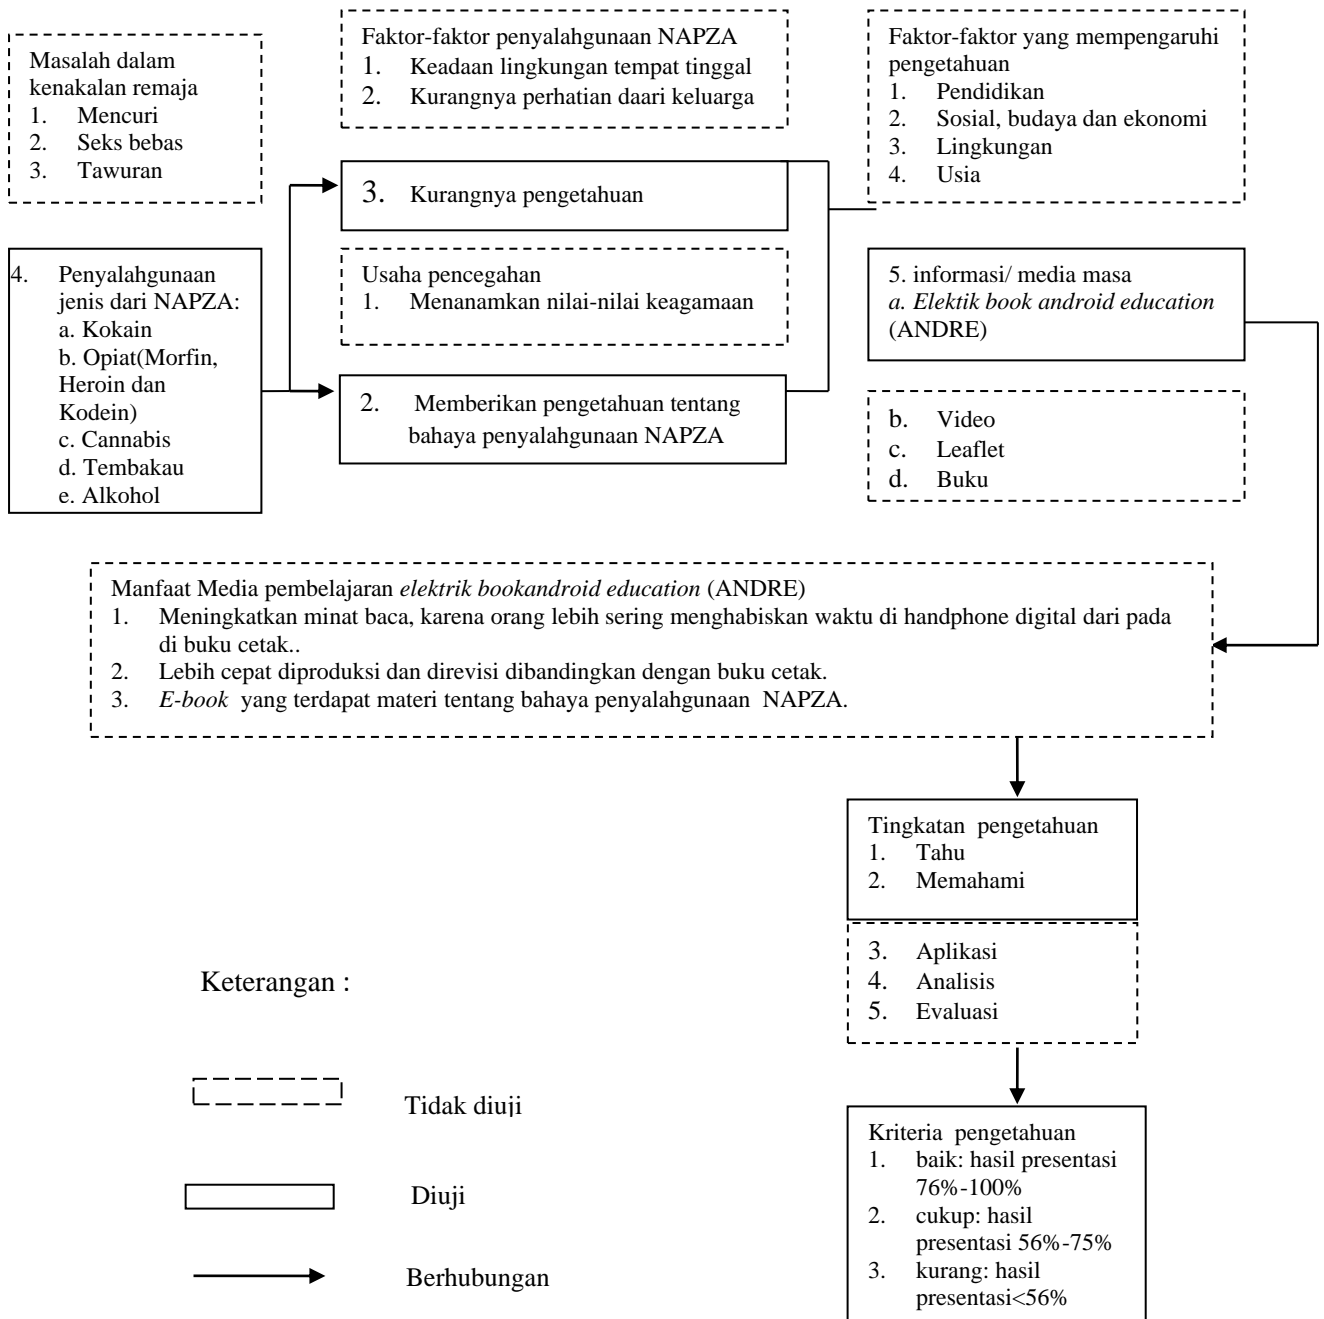 Masalah dalam
kenakalan remaja
1. Mencuri
2. Seks bebas
3. Tawuran
4. Penyalahgunaan
jenis dari NAPZA:
a. Kokain
b. Opiat(Morfin,
Heroin dan
Kodein)
c. Cannabis
d. Tembakau
e. Alkohol
Faktor-faktor penyalahgunaan NAPZA
1. Keadaan lingkungan tempat tinggal
2. Kurangnya perhatian daari keluarga
3. Kurangnya pengetahuan
Usaha pencegahan
1. Menanamkan nilai-nilai keagamaan
2. Memberikan pengetahuan tentang
bahaya penyalahgunaan NAPZA
Faktor-faktor yang mempengaruhi
pengetahuan
1. Pendidikan
2. Sosial, budaya dan ekonomi
3. Lingkungan
4. Usia
5. informasi/ media masa
a. Elektik book android education
(ANDRE)
b. Video
c. Leaflet
d. Buku
Manfaat Media pembelajaran elektrik bookandroid education (ANDRE)
1. Meningkatkan minat baca, karena orang lebih sering menghabiskan waktu di handphone digital dari pada
di buku cetak..
2. Lebih cepat diproduksi dan direvisi dibandingkan dengan buku cetak.
3. E-book yang terdapat materi tentang bahaya penyalahgunaan NAPZA.
Tingkatan pengetahuan
1. Tahu
2. Memahami
3. Aplikasi
4. Analisis
5. Evaluasi
Kriteria pengetahuan
1. baik: hasil presentasi
76%-100%
2. cukup: hasil
presentasi 56%-75%
3. kurang: hasil
presentasi<56%
Keterangan :
Tidak diuji
Diuji
Berhubungan